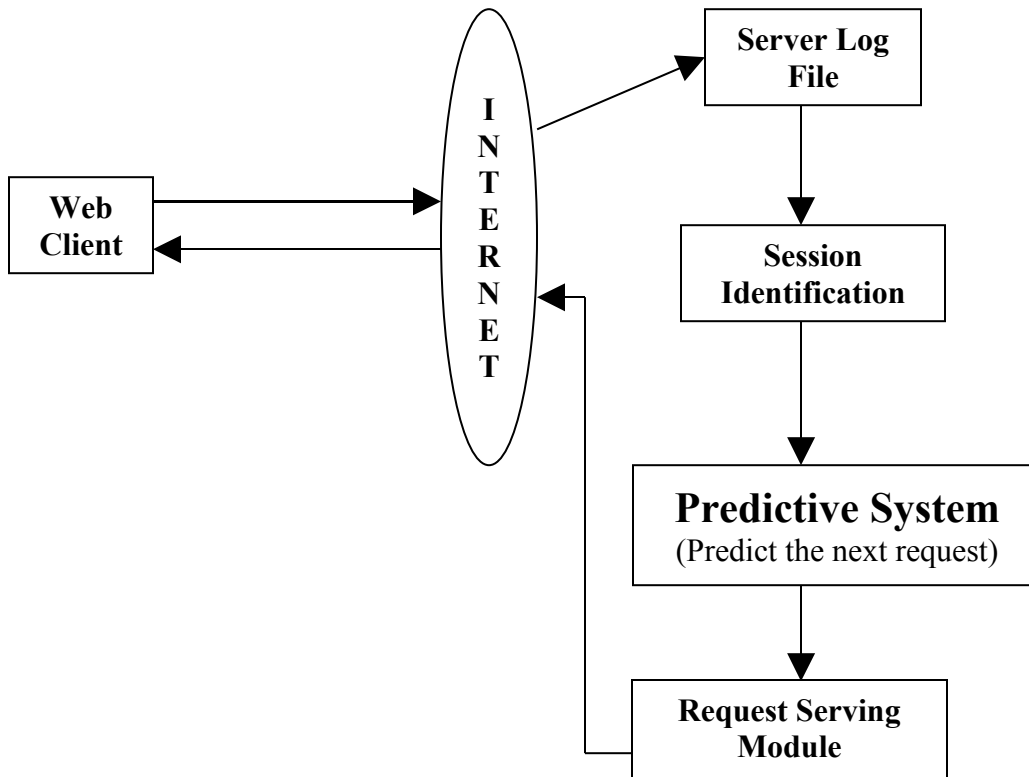 Server Log
File
I
N
T
E
R
N
E
T
Web
Client
Session
Identification
Predictive System
(Predict the next request)
Request Serving
Module